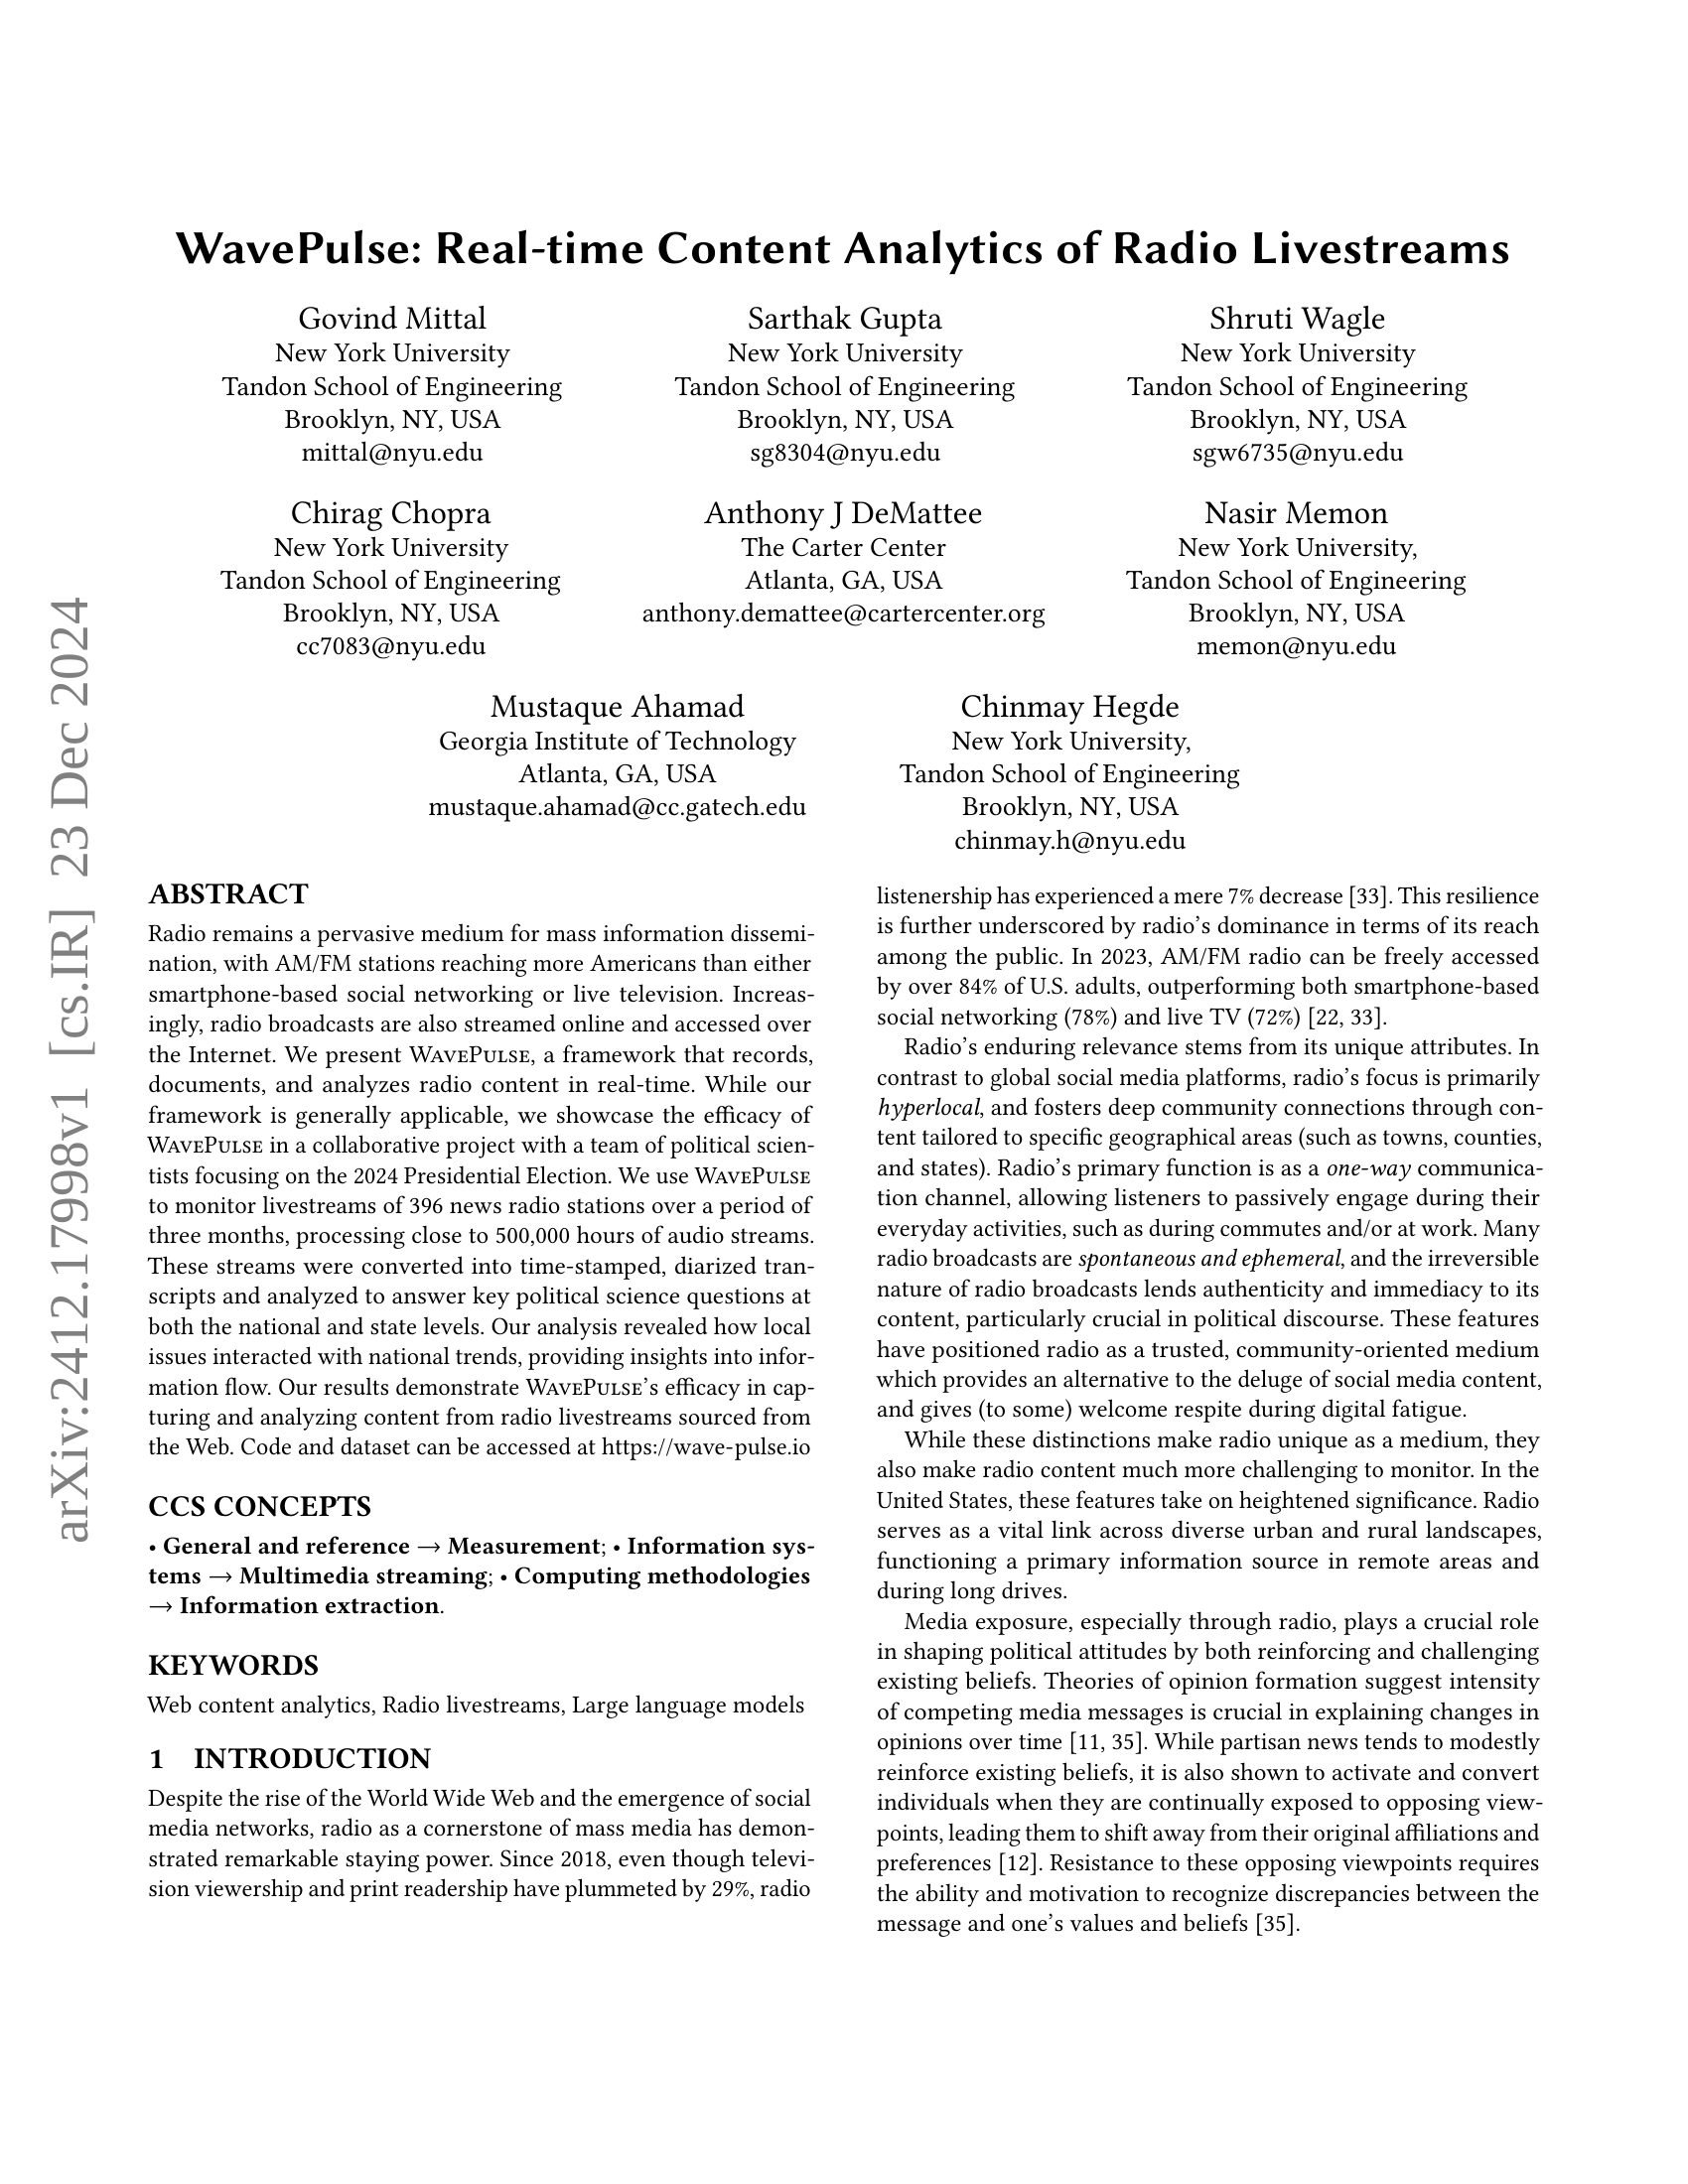 arXiv:2412.17998v1 [cs.IR] 23 Dec 2024
WavePulse: Real-time Content Analytics of Radio Livestreams
Govind Mittal
New York University
Tandon School of Engineering
Brooklyn, NY, USA
mittal@nyu.edu
Sarthak Gupta
New York University
Tandon School of Engineering
Brooklyn, NY, USA
sg8304@nyu.edu
Shruti Wagle
New York University
Tandon School of Engineering
Brooklyn, NY, USA
sgw6735@nyu.edu
Chirag Chopra
New York University
Tandon School of Engineering
Brooklyn, NY, USA
cc7083@nyu.edu
Anthony J DeMattee
The Carter Center
Atlanta, GA, USA
anthony.demattee@cartercenter.org
Nasir Memon
New York University,
Tandon School of Engineering
Brooklyn, NY, USA
memon@nyu.edu
Mustaque Ahamad
Georgia Institute of Technology
Atlanta, GA, USA
mustaque.ahamad@cc.gatech.edu
Chinmay Hegde
New York University,
Tandon School of Engineering
Brooklyn, NY, USA
chinmay.h@nyu.edu
ABSTRACT
Radio remains a pervasive medium for mass information dissemi-
nation, with AM/FM stations reaching more Americans than either
smartphone-based social networking or live television. Increas-
ingly, radio broadcasts are also streamed online and accessed over
the Internet. We present WavePulse, a framework that records,
documents, and analyzes radio content in real-time. While our
framework is generally applicable, we showcase the efficacy of
WavePulse in a collaborative project with a team of political scien-
tists focusing on the 2024 Presidential Election. We use WavePulse
to monitor livestreams of 396 news radio stations over a period of
three months, processing close to 500,000 hours of audio streams.
These streams were converted into time-stamped, diarized tran-
scripts and analyzed to answer key political science questions at
both the national and state levels. Our analysis revealed how local
issues interacted with national trends, providing insights into infor-
mation flow. Our results demonstrate WavePulse's efficacy in cap-
turing and analyzing content from radio livestreams sourced from
the Web. Code and dataset can be accessed at https://wave-pulse.io
CCS CONCEPTS
• General and reference → Measurement; • Information sys-
tems → Multimedia streaming; • Computing methodologies
→ Information extraction.
KEYWORDS
Web content analytics, Radio livestreams, Large language models
1 INTRODUCTION
Despite the rise of the World Wide Web and the emergence of social
media networks, radio as a cornerstone of mass media has demon-
strated remarkable staying power. Since 2018, even though televi-
sion viewership and print readership have plummeted by 29%, radio
listenership has experienced a mere 7% decrease [33]. This resilience
is further underscored by radio's dominance in terms of its reach
among the public. In 2023, AM/FM radio can be freely accessed
by over 84% of U.S. adults, outperforming both smartphone-based
social networking (78%) and live TV (72%) [22, 33].
Radio's enduring relevance stems from its unique attributes. In
contrast to global social media platforms, radio's focus is primarily
hyperlocal, and fosters deep community connections through con-
tent tailored to specific geographical areas (such as towns, counties,
and states). Radio's primary function is as a one-way communica-
tion channel, allowing listeners to passively engage during their
everyday activities, such as during commutes and/or at work. Many
radio broadcasts are spontaneous and ephemeral, and the irreversible
nature of radio broadcasts lends authenticity and immediacy to its
content, particularly crucial in political discourse. These features
have positioned radio as a trusted, community-oriented medium
which provides an alternative to the deluge of social media content,
and gives (to some) welcome respite during digital fatigue.
While these distinctions make radio unique as a medium, they
also make radio content much more challenging to monitor. In the
United States, these features take on heightened significance. Radio
serves as a vital link across diverse urban and rural landscapes,
functioning a primary information source in remote areas and
during long drives.
Media exposure, especially through radio, plays a crucial role
in shaping political attitudes by both reinforcing and challenging
existing beliefs. Theories of opinion formation suggest intensity
of competing media messages is crucial in explaining changes in
opinions over time [11, 35]. While partisan news tends to modestly
reinforce existing beliefs, it is also shown to activate and convert
individuals when they are continually exposed to opposing view-
points, leading them to shift away from their original affiliations and
preferences [12]. Resistance to these opposing viewpoints requires
the ability and motivation to recognize discrepancies between the
message and one's values and beliefs [35].